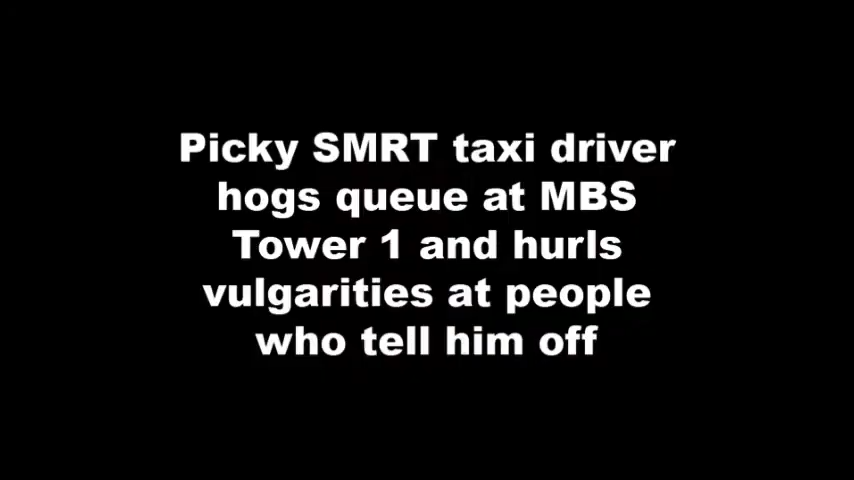 Picky SMRT taxi driver
hogs queue at MBS
Tower 1 and hurls
vulgarities at people
who tell him off